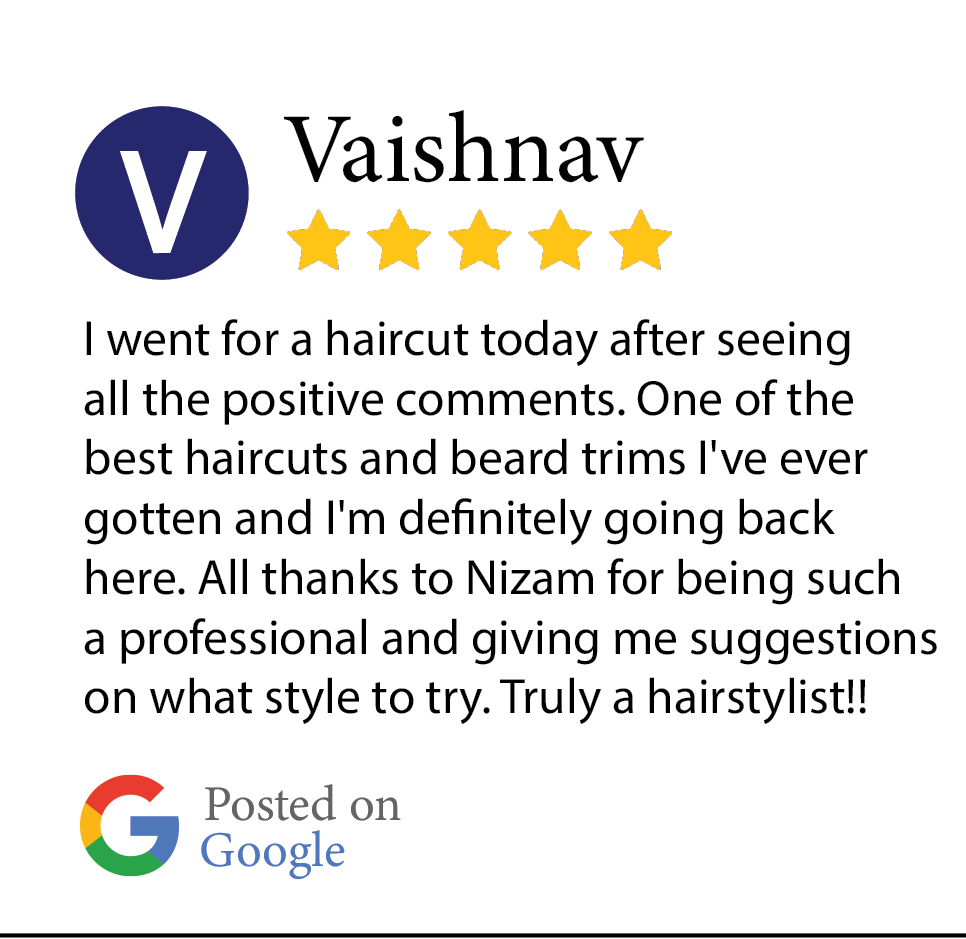 V
Vaishnav
I went for a haircut today after seeing
all the positive comments. One of the
best haircuts and beard trims I've ever
gotten and I'm definitely going back
here. All thanks to Nizam for being such
a professional and giving me suggestions
on what style to try. Truly a hairstylist!!
G
Posted on
Google